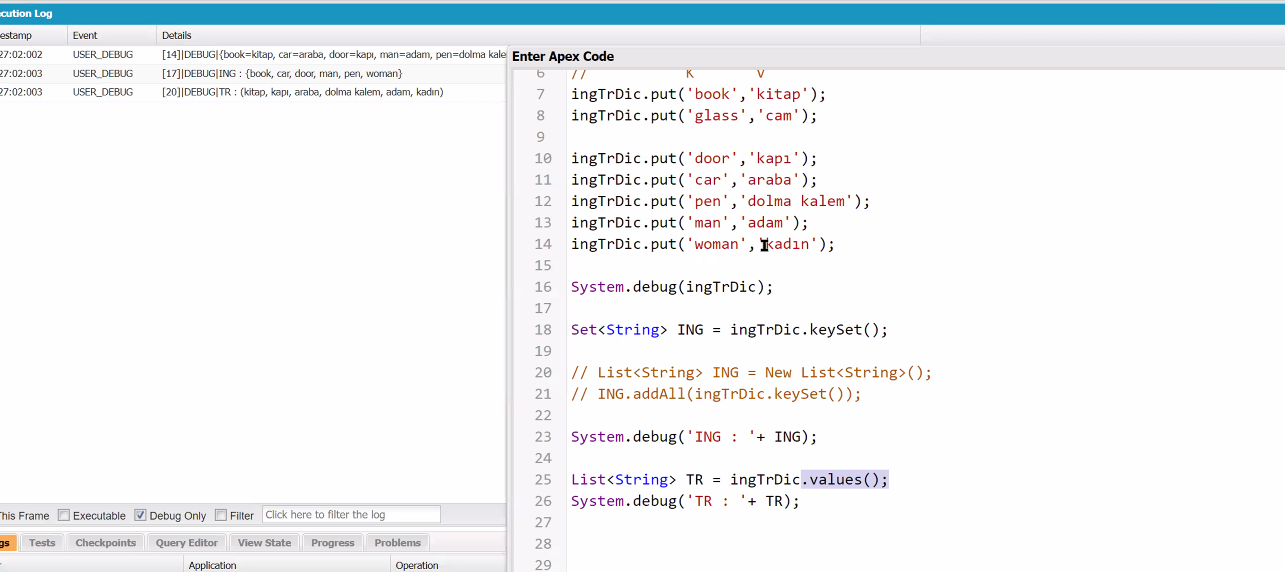 cution Log
estamp Event Details
27:02:002 USER_DEBUG [14]|DEBUG|{book=kitap, car=araba, door=kapı, man=adam, pen=dolma kale
27:02:003 USER_DEBUG [17]|DEBUG|ING : {book, car, door, man, pen, woman}
27:02:003 USER_DEBUG [20]|DEBUG|TR : (kitap, kapı, araba, dolma kalem, adam, kadın)
Enter Apex Code
6 // K V
7 ingTrDic.put('book','kitap');
8 ingTrDic.put('glass','cam');
9
10 ingTrDic.put('door','kapı');
11 ingTrDic.put('car','araba');
12 ingTrDic.put('pen','dolma kalem');
13 ingTrDic.put('man','adam');
14 ingTrDic.put('woman','kadın');
15
16 System.debug(ingTrDic);
17
18 Set<String> ING = ingTrDic.keySet();
19
20 // List<String> ING = New List<String>();
21 // ING.addAll(ingTrDic.keySet());
22
23 System.debug('ING : '+ ING);
24
25 List<String> TR = ingTrDic.values();
26 System.debug('TR : '+ TR);
27
28
29
This Frame Executable Debug Only Filter Click here to filter the log
gs Tests Checkpoints Query Editor View State Progress Problems
Application Operation